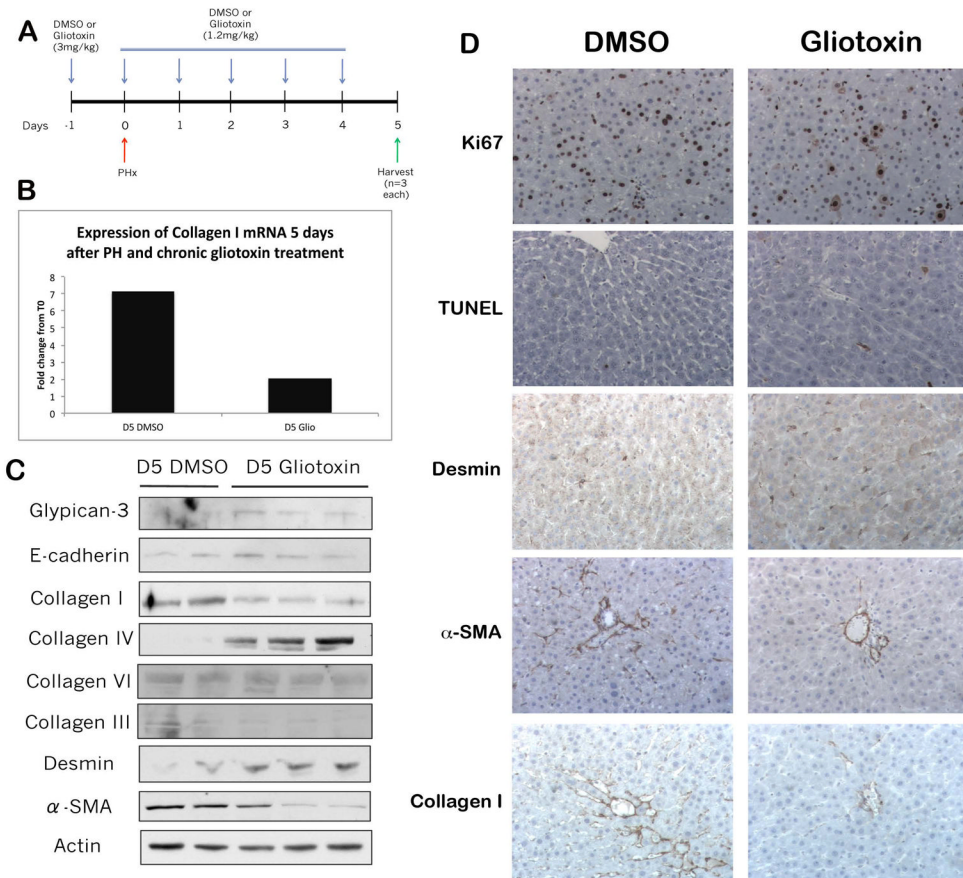 A
DMSO or
Gliotoxin
(3mg/kg)
DMSO or
Gliotoxin
(1.2mg/kg)
Days
-1
0
1
2
3
4
5
PHx
Harvest
(n=3
each)
B
Expression of Collagen I mRNA 5 days
after PH and chronic gliotoxin treatment
Fold change from T0
8
7
6
5
4
3
2
1
0
D5 DMSO
D5 Glio
C
D5 DMSO
D5 Gliotoxin
Glypican-3
E-cadherin
Collagen I
Collagen IV
Collagen VI
Collagen III
Desmin
α-SMA
Actin
D
DMSO
Gliotoxin
Ki67
TUNEL
Desmin
α-SMA
Collagen I